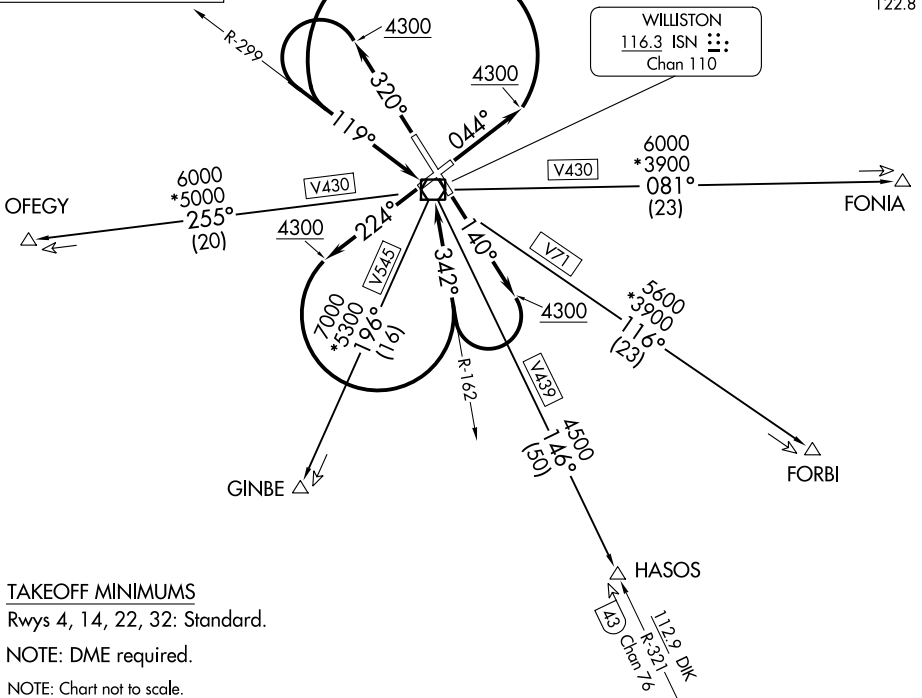 122.8
WILLISTON
116.3 ISN
Chan 110
R-299
4300
320°
4300
119°
044°
6000
*3900
V430
081°
(23)
FONIA
6000
*5000
V430
255°
(20)
OFEGY
4300
224°
342°
140°
4300
V545
7000
*5300
196°
(16)
GINBE
R-162
V71
5600
*3900
116°
(23)
FORBI
V439
4500
146°
(50)
HASOS
43
112.9 DIK
R-321
Chan 76
TAKEOFF MINIMUMS
Rwys 4, 14, 22, 32: Standard.
NOTE: DME required.
NOTE: Chart not to scale.